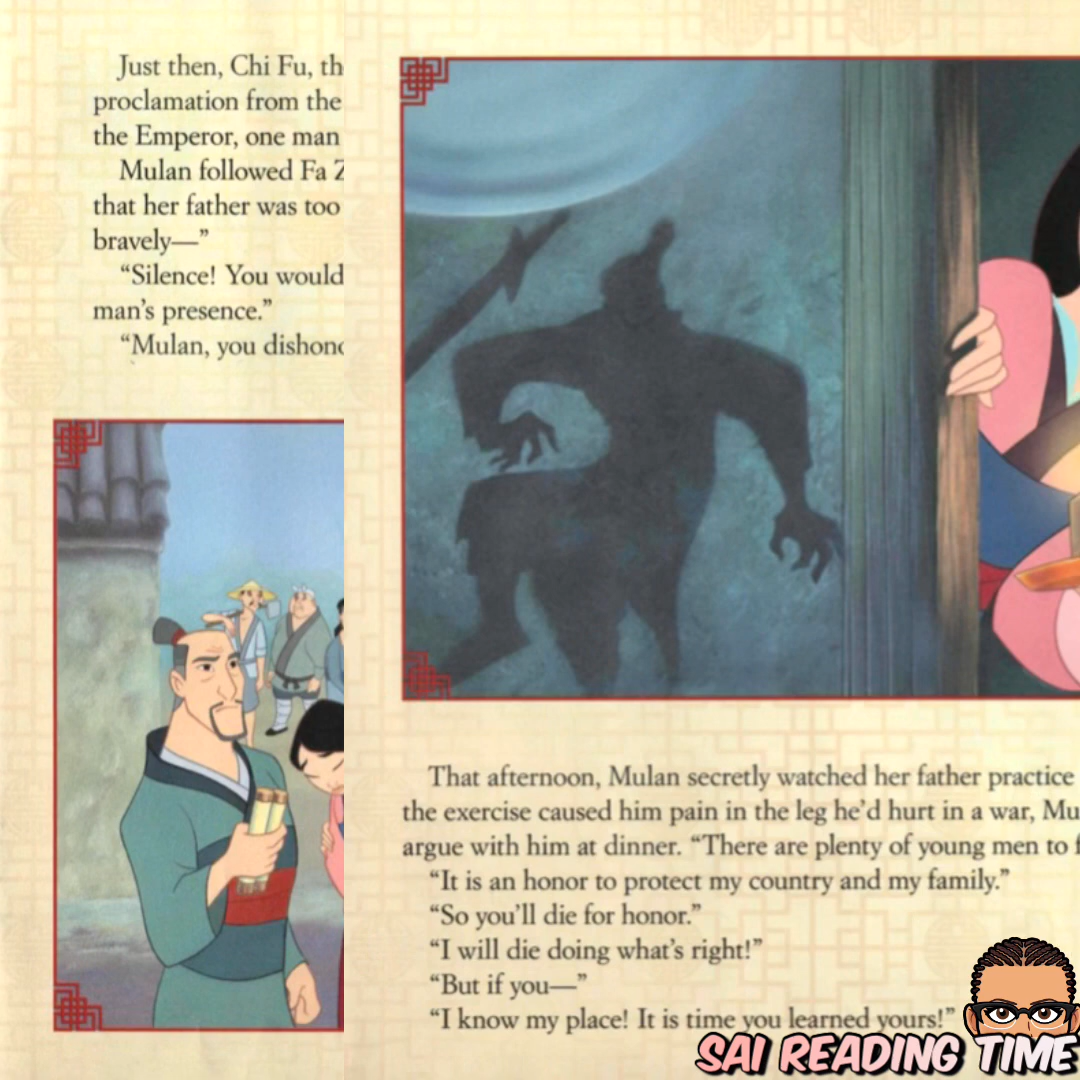 Just then, Chi Fu,
proclamation from the
the Emperor, one man
Mulan followed Fa
that her father was too
bravely—”
“Silence! You would
man’s presence.”
“Mulan, you
That afternoon, Mulan secretly watched her father practice
the exercise caused him pain in the leg he’d hurt in a war,
argue with him at dinner. “There are plenty of young men to
“It is an honor to protect my country and my family.”
“So you’ll die for honor.”
“I will die doing what’s right!”
“But if you—”
“I know my place! It is time you learned yours!”
SAI READING TIME